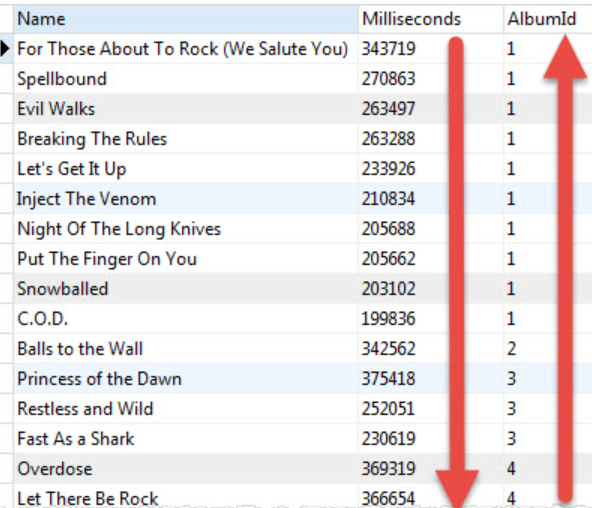 Name Milliseconds AlbumId
For Those About To Rock (We Salute You) 343719 1
Spellbound 270863 1
Evil Walks 263497 1
Breaking The Rules 263288 1
Let's Get It Up 233926 1
Inject The Venom 210834 1
Night Of The Long Knives 205688 1
Put The Finger On You 205662 1
Snowballed 203102 1
C.O.D. 199836 1
Balls to the Wall 342562 2
Princess of the Dawn 375418 3
Restless and Wild 252051 3
Fast As a Shark 230619 3
Overdose 369319 4
Let There Be Rock 366654 4